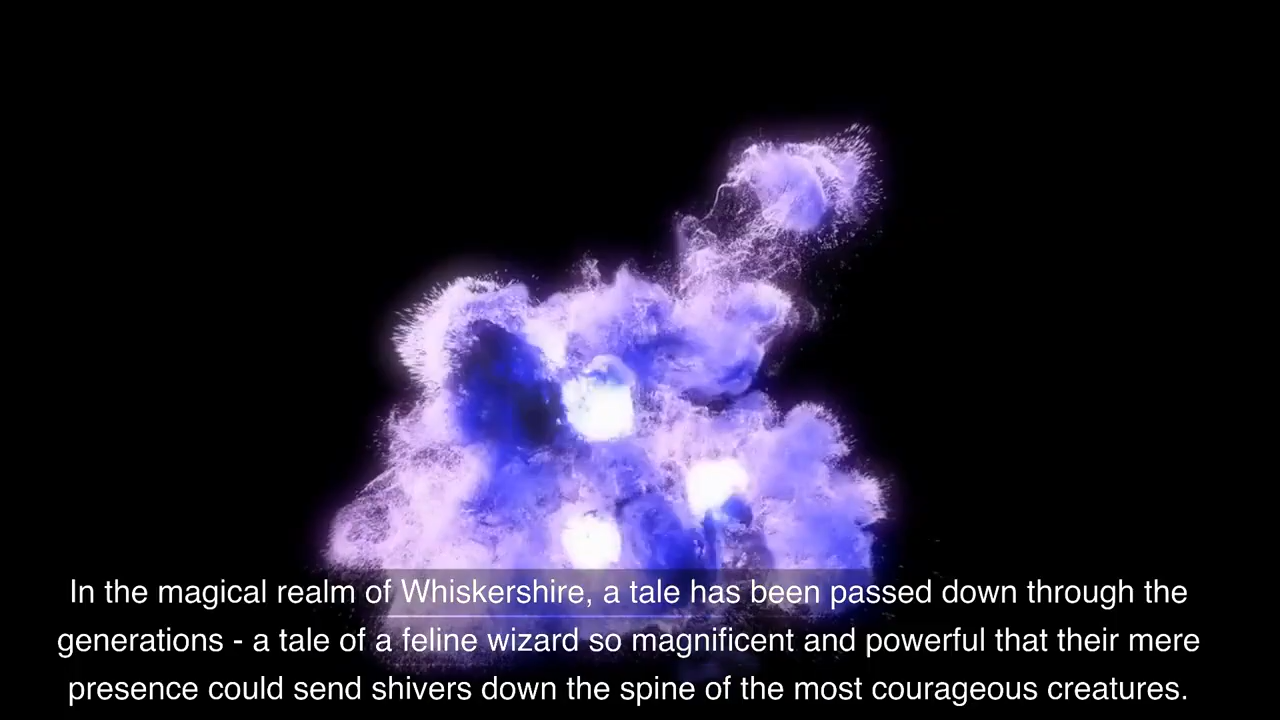 In the magical realm of Whiskershire, a tale has been passed down through the
generations - a tale of a feline wizard so magnificent and powerful that their mere
presence could send shivers down the spine of the most courageous creatures.